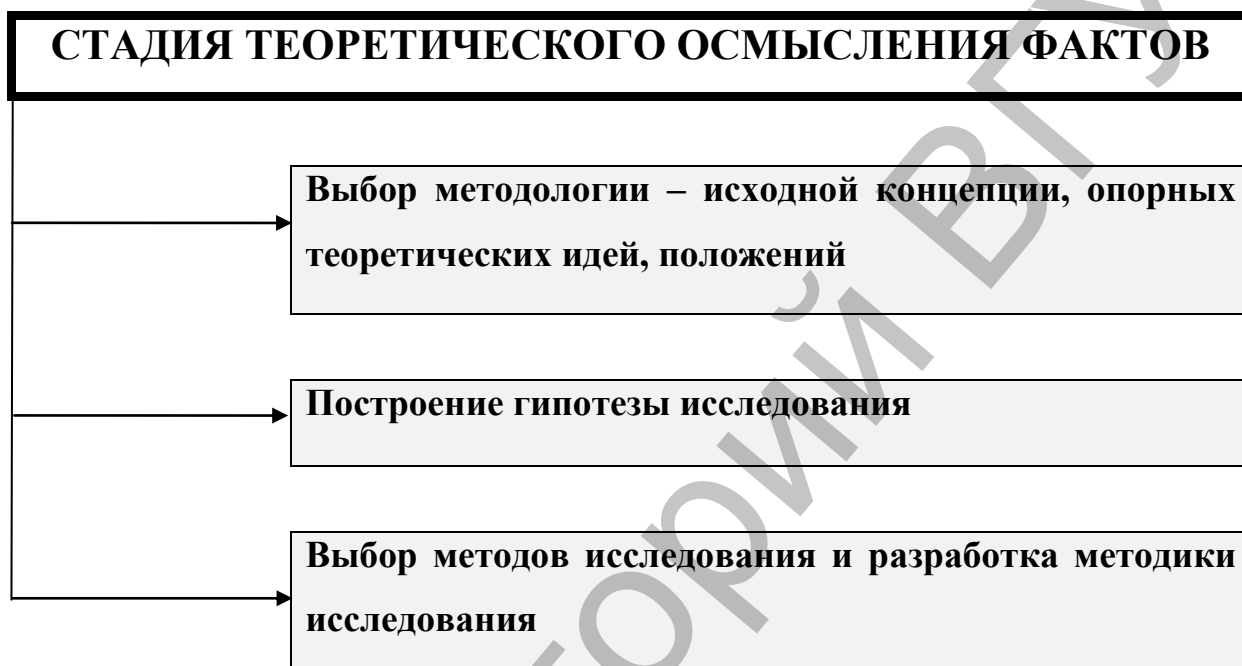 СТАДИЯ ТЕОРЕТИЧЕСКОГО ОСМЫСЛЕНИЯ ФАКТОВ
Выбор методологии – исходной концепции, опорных
теоретических идей, положений
Построение гипотезы исследования
Выбор методов исследования и разработка методики
исследования